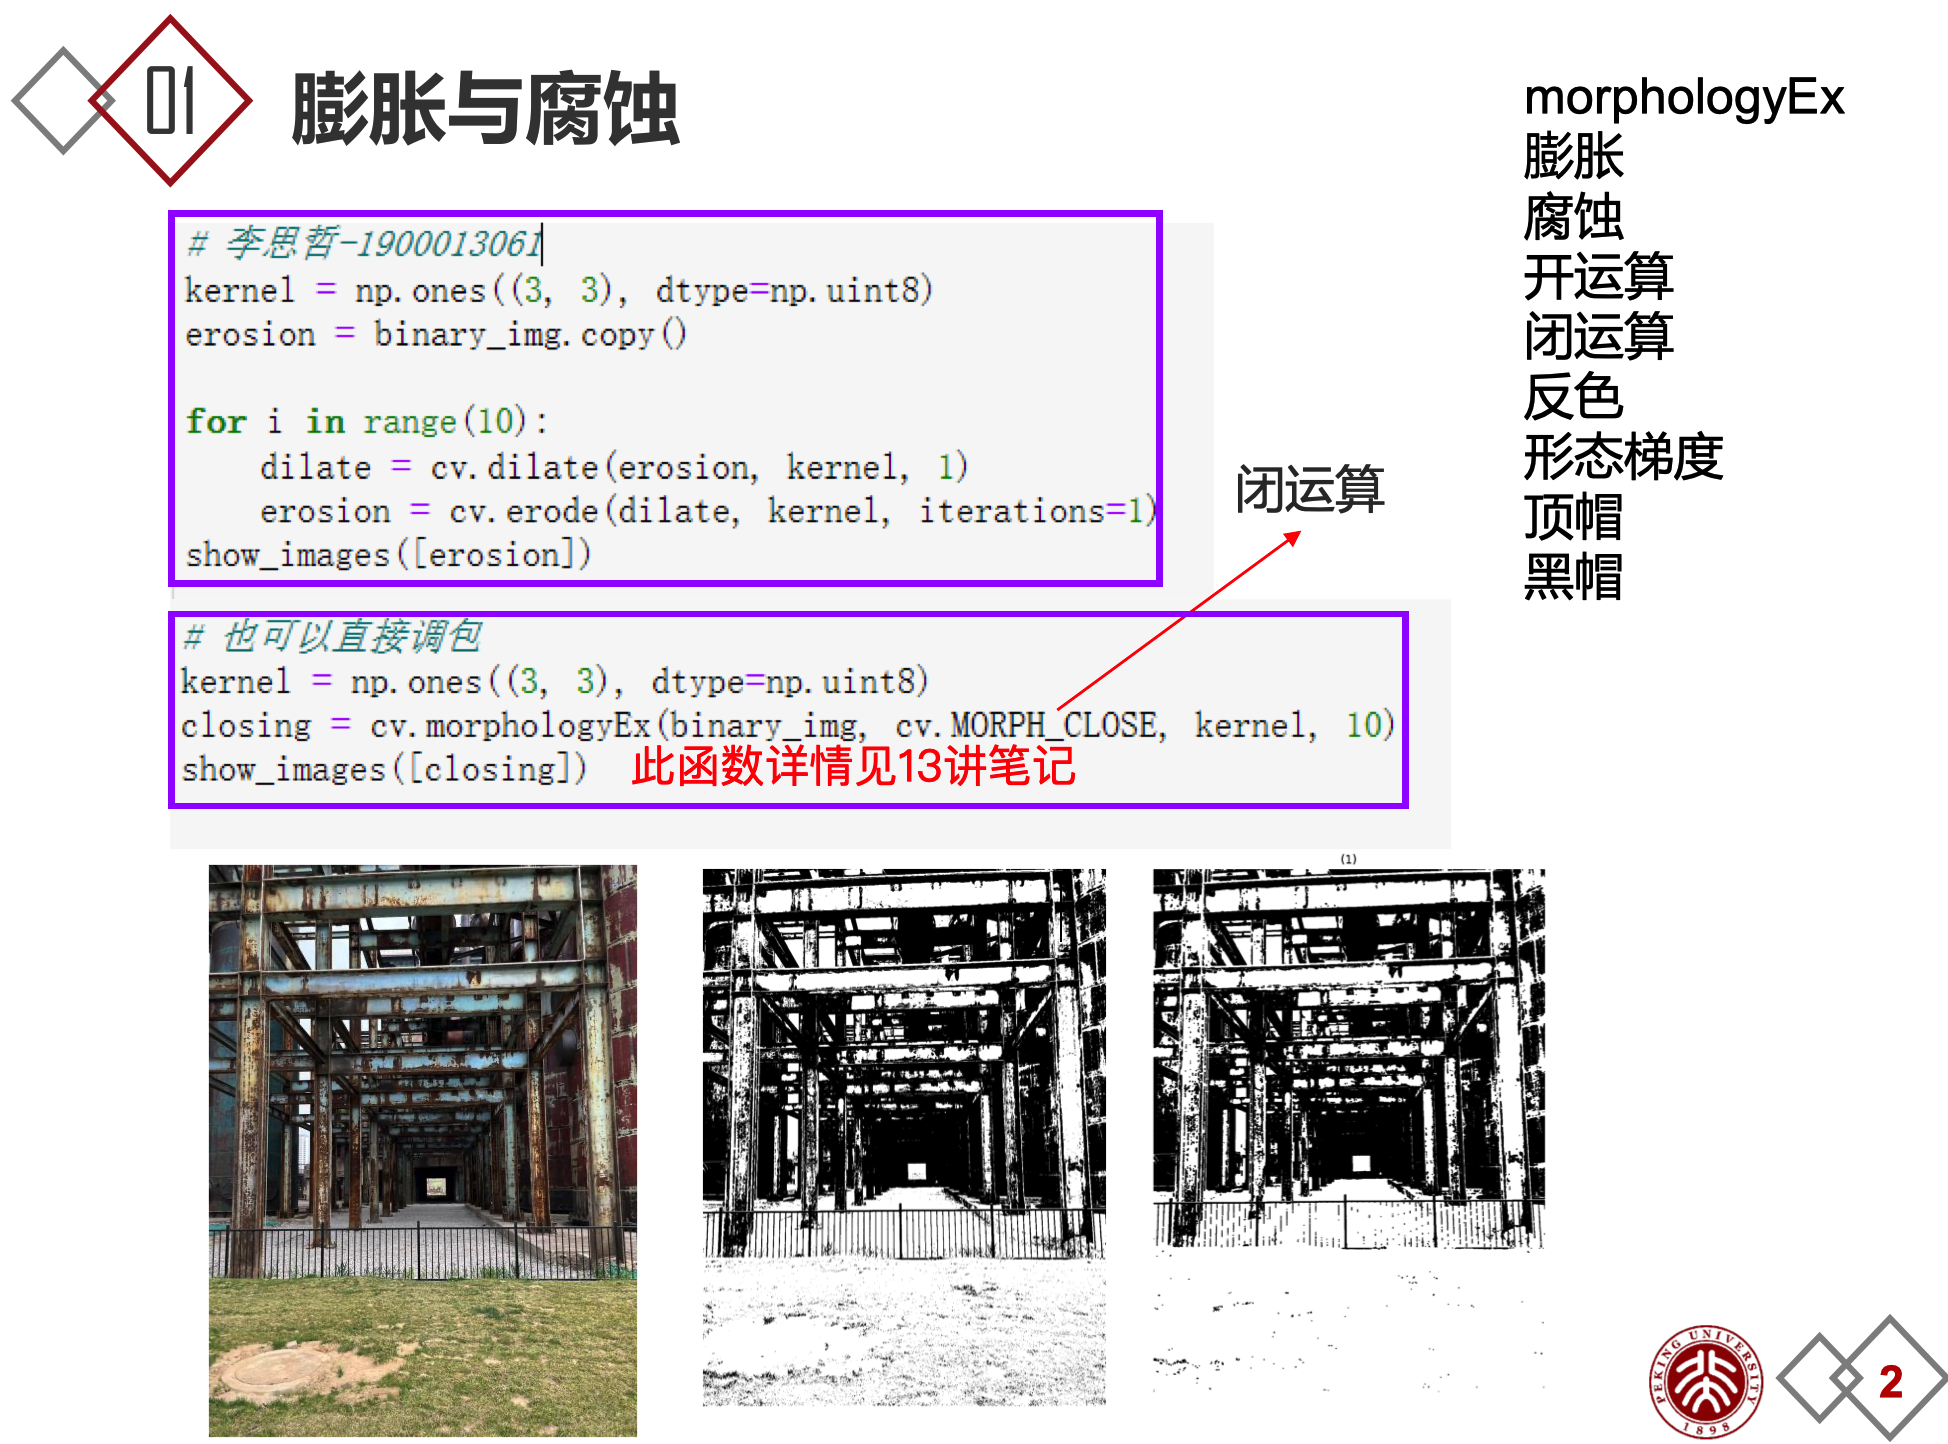 01
膨胀与腐蚀
morphologyEx
膨胀
腐蚀
开运算
闭运算
反色
形态梯度
顶帽
黑帽
# 李思哲-1900013061
kernel = np.ones((3, 3), dtype=np.uint8)
erosion = binary_img.copy()
for i in range(10):
    dilate = cv.dilate(erosion, kernel, 1)
    erosion = cv.erode(dilate, kernel, iterations=1)
show_images([erosion])
闭运算
# 也可以直接调包
kernel = np.ones((3, 3), dtype=np.uint8)
closing = cv.morphologyEx(binary_img, cv.MORPH_CLOSE, kernel, 10)
show_images([closing])
此函数详情见13讲笔记
(1)
PEKING UNIVERSITY
1898
2